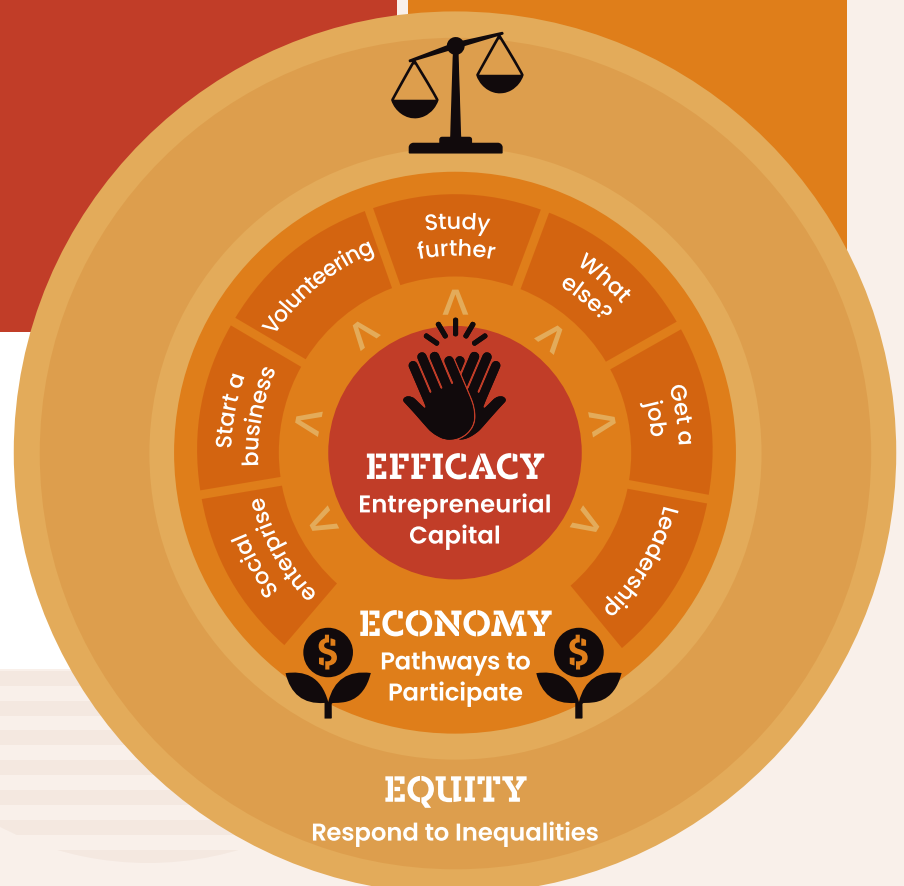 Study
further
What
else?
Get a
job
Leadership
Volunteering
Start a
business
Social
enterprise
EFFICACY
Entrepreneurial
Capital
ECONOMY
$
$
Pathways to
Participate
EQUITY
Respond to Inequalities